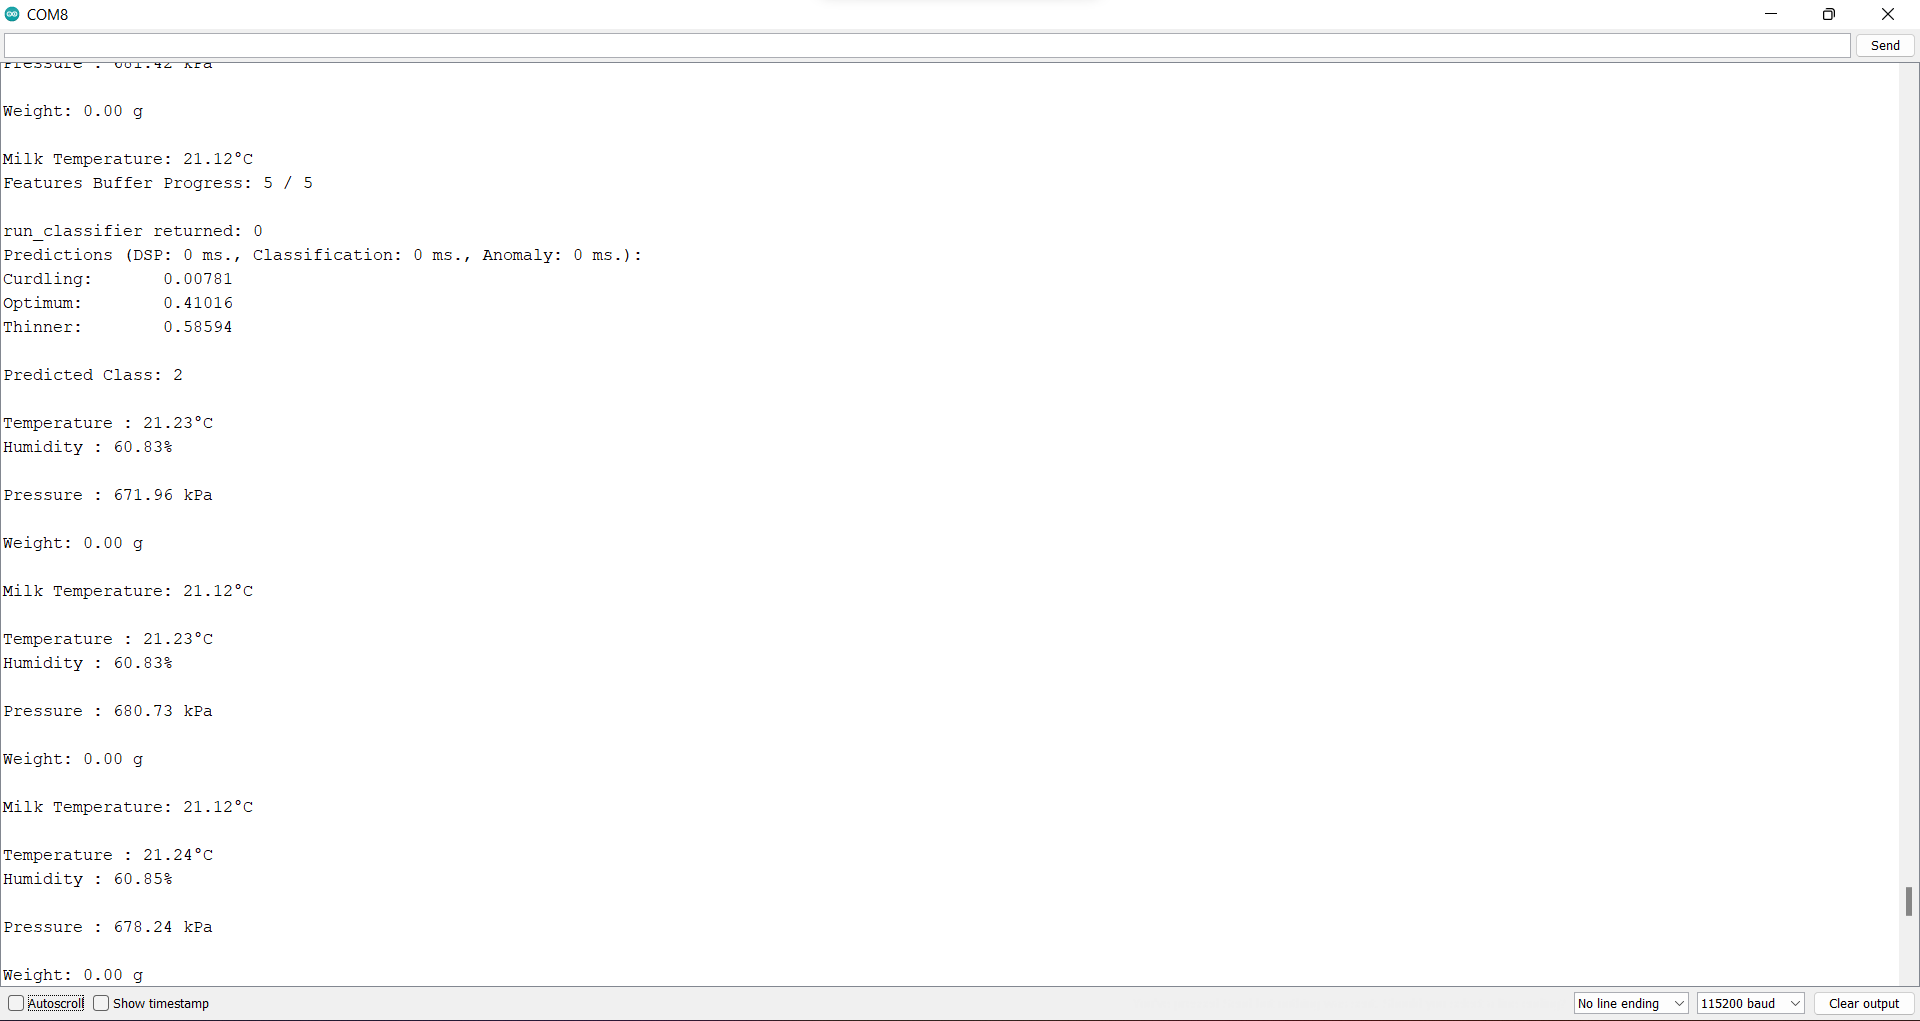 COM8
Send
Pressure : 681.42 kPa
Weight: 0.00 g
Milk Temperature: 21.12°C
Features Buffer Progress: 5 / 5
run_classifier returned: 0
Predictions (DSP: 0 ms., Classification: 0 ms., Anomaly: 0 ms.):
Curdling: 0.00781
Optimum: 0.41016
Thinner: 0.58594
Predicted Class: 2
Temperature : 21.23°C
Humidity : 60.83%
Pressure : 671.96 kPa
Weight: 0.00 g
Milk Temperature: 21.12°C
Temperature : 21.23°C
Humidity : 60.83%
Pressure : 680.73 kPa
Weight: 0.00 g
Milk Temperature: 21.12°C
Temperature : 21.24°C
Humidity : 60.85%
Pressure : 678.24 kPa
Weight: 0.00 g
Autoscroll Show timestamp No line ending 115200 baud Clear output